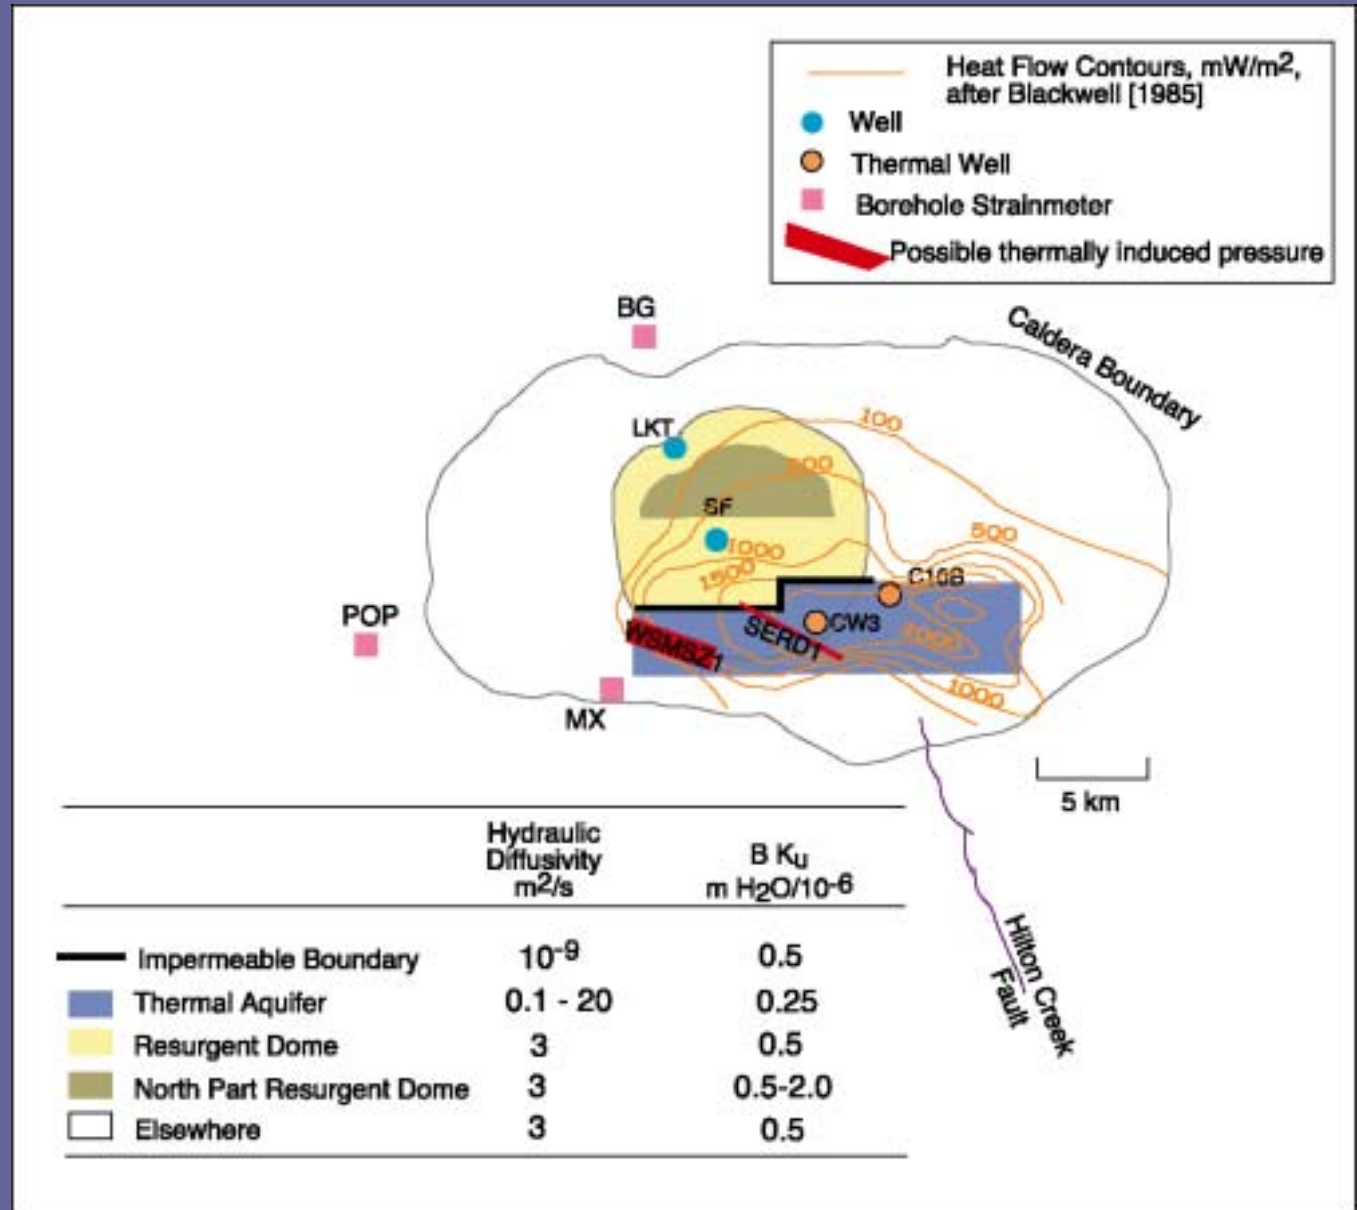 Heat Flow Contours, mW/m2,
after Blackwell [1985]
Well
Thermal Well
Borehole Strainmeter
Possible thermally induced pressure
BG
Caldera Boundary
LKT
100
500
SF
1000
500
1500
C10B
POP
CW3
WSMSZ1
SERD1
2000
1000
MX
5 km
Hilton Creek
Fault
Hydraulic
Diffusivity
m2/s
B Ku
m H2O/10-6
Impermeable Boundary 10-9 0.5
Thermal Aquifer 0.1 - 20 0.25
Resurgent Dome 3 0.5
North Part Resurgent Dome 3 0.5-2.0
Elsewhere 3 0.5